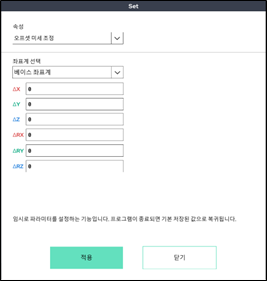 Set
속성
오프셋 미세 조정
좌표계 선택
베이스 좌표계
ΔX 0
ΔY 0
ΔZ 0
ΔRX 0
ΔRY 0
ΔRZ 0
임시로 파라미터를 설정하는 기능입니다. 프로그램이 종료되면 기본 저장된 값으로 복귀됩니다.
적용 닫기